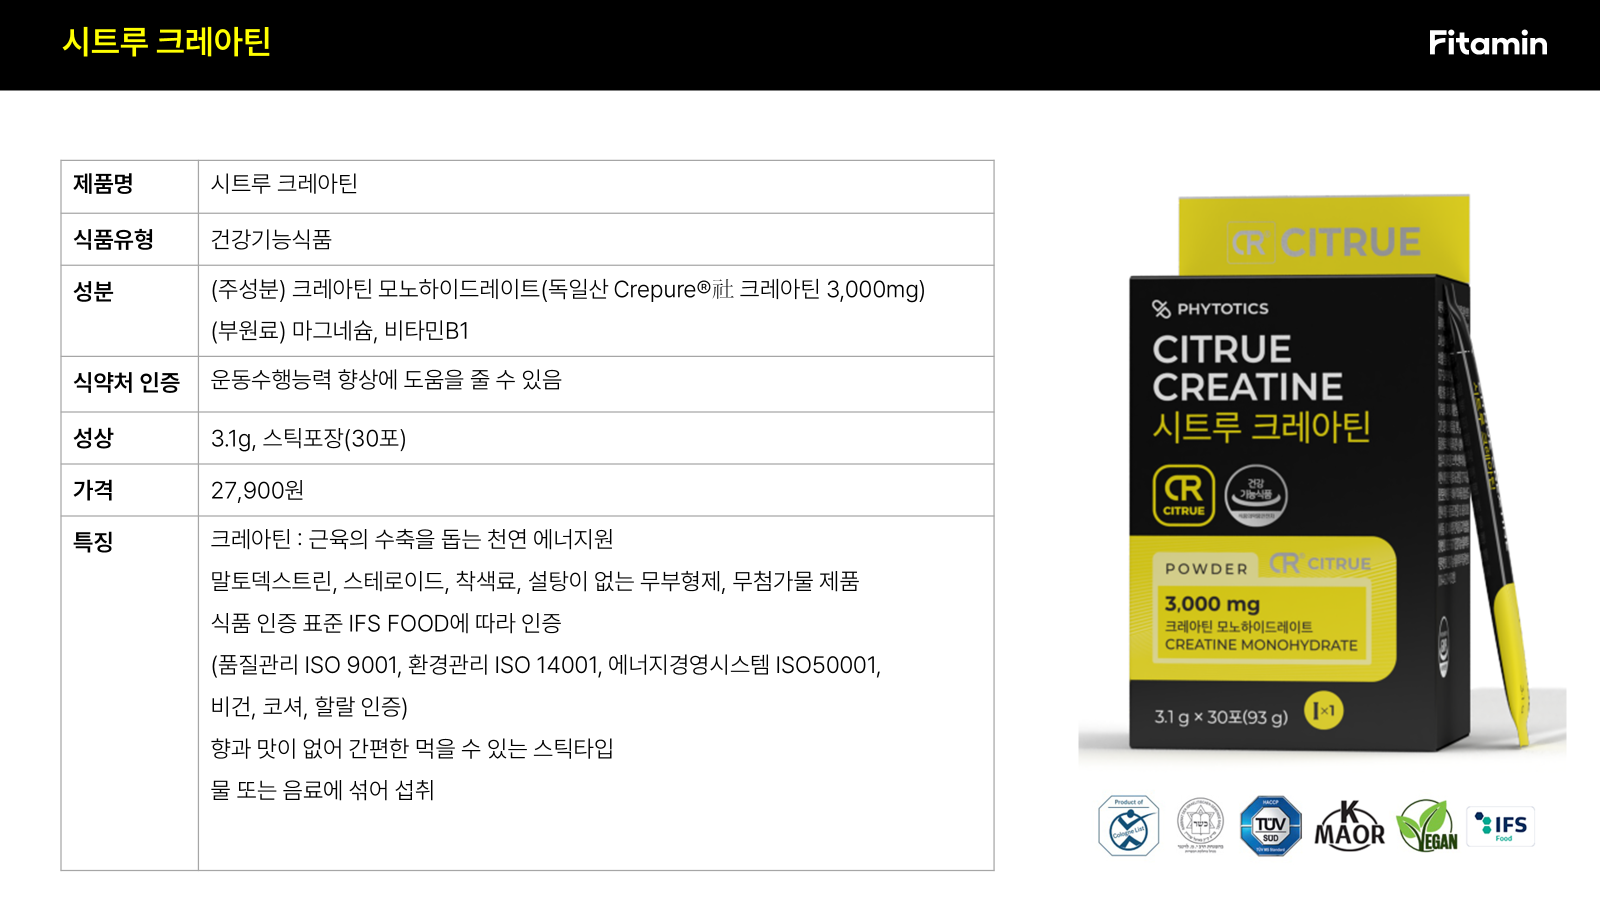 시트루 크레아틴
Fitamin
제품명
시트루 크레아틴
식품유형
건강기능식품
성분
(주성분) 크레아틴 모노하이드레이트(독일산 Crepure®社 크레아틴 3,000mg)
(부원료) 마그네슘, 비타민B1
식약처 인증
운동수행능력 향상에 도움을 줄 수 있음
성상
3.1g, 스틱포장(30포)
가격
27,900원
특징
크레아틴 : 근육의 수축을 돕는 천연 에너지원
말토덱스트린, 스테로이드, 착색료, 설탕이 없는 무부형제, 무첨가물 제품
식품 인증 표준 IFS FOOD에 따라 인증
(품질관리 ISO 9001, 환경관리 ISO 14001, 에너지경영시스템 ISO50001,
비건, 코셔, 할랄 인증)
향과 맛이 없어 간편한 먹을 수 있는 스틱타입
물 또는 음료에 섞어 섭취
CR CITRUE
PHYTOTICS
CITRUE
CREATINE
시트루 크레아틴
CR
CITRUE
건강
기능식품
POWDER
CR CITRUE
3,000 mg
크레아틴 모노하이드레이트
CREATINE MONOHYDRATE
3.1 g × 30포(93 g)
I×1
시트루 크레아틴
Product of
Cologne List
כשר
HACCP
TÜV
SÜD
K
MAOR
VEGAN
IFS
Food